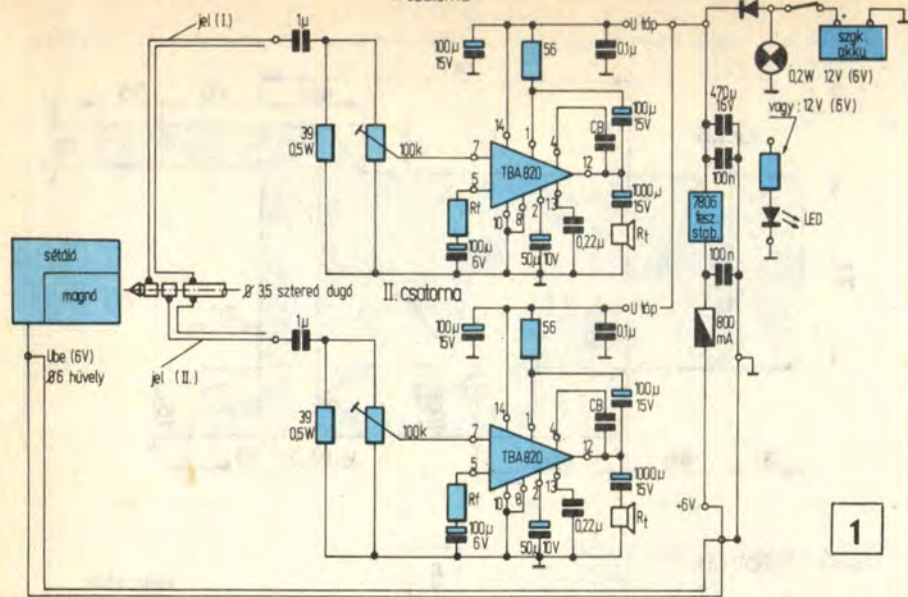 jel (I.)
1µ
39
0,5W
100k
100µ
15V
56
0,1µ
U táp
100µ
15V
CB
14
1
4
7
12
TBA820
5
10
8
2
13
Rf
100µ
6V
50µ 10V
0,22µ
1000µ
15V
Rt
szgk
akku
0,2W 12V (6V)
vagy: 12V (6V)
470µ
16V
100n
7806
fesz.
stab.
LED
100n
800
mA
sétáló
magnó
Ø 3,5 sztereó dugó
Ube (6V)
Ø6 hüvely
jel (II.)
II. csatorna
1µ
39
0,5W
100k
100µ
15V
56
0,1µ
U táp
100µ
15V
CB
14
1
4
7
12
TBA820
5
10
8
2
13
Rf
100µ
6V
50µ 10V
0,22µ
1000µ
15V
Rt
+6V
1